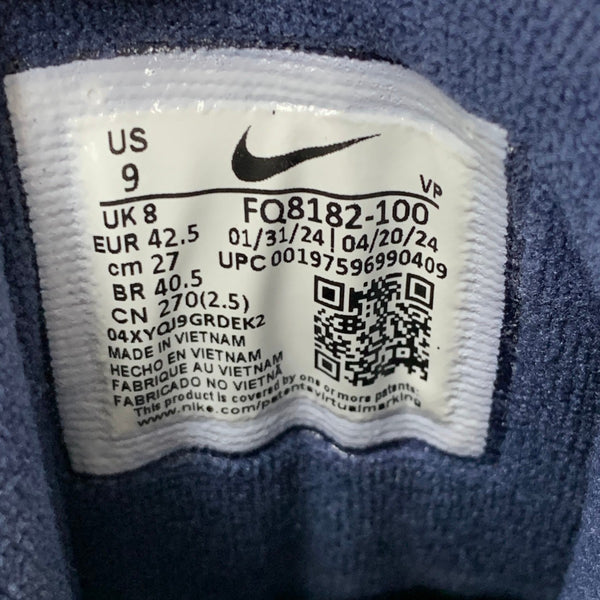 US
9
VP
UK 8
FQ8182-100
EUR 42.5
01/31/24 | 04/20/24
cm 27
UPC 00197596990409
BR 40.5
CN 270(2.5)
04XYQJ9GRDEK2
MADE IN VIETNAM
HECHO EN VIETNAM
FABRIQUE AU VIETNAM
FABRICADO NO VIETNÃ
This product is covered by one or more patents.
www.nike.com/patentsvirtualmarking